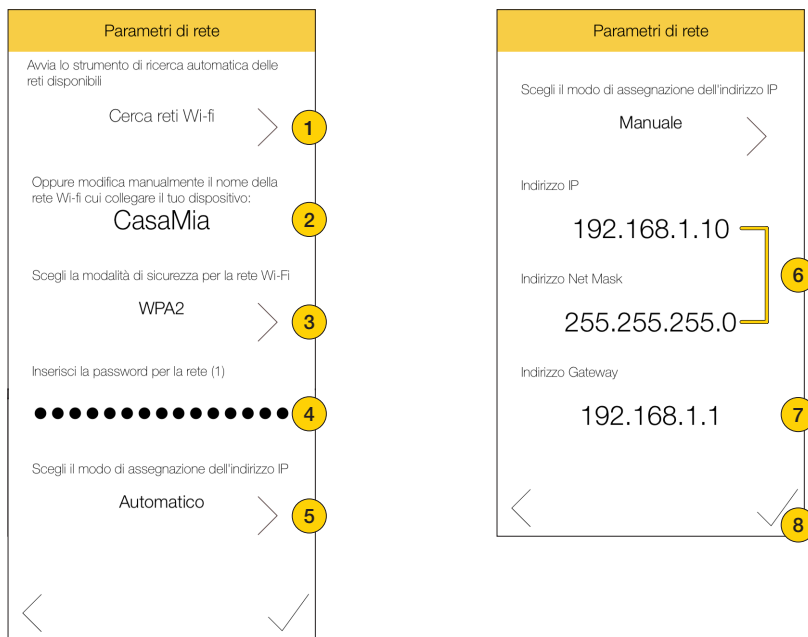 Parametri di rete
Avvia lo strumento di ricerca automatica delle
reti disponibili
Cerca reti Wi-fi
1
Oppure modifica manualmente il nome della
rete Wi-fi cui collegare il tuo dispositivo:
CasaMia
2
Scegli la modalità di sicurezza per la rete Wi-Fi
WPA2
3
Inserisci la password per la rete (1)
4
Scegli il modo di assegnazione dell'indirizzo IP
Automatico
5
Parametri di rete
Scegli il modo di assegnazione dell'indirizzo IP
Manuale
Indirizzo IP
192.168.1.10
6
Indirizzo Net Mask
255.255.255.0
Indirizzo Gateway
192.168.1.1
7
8